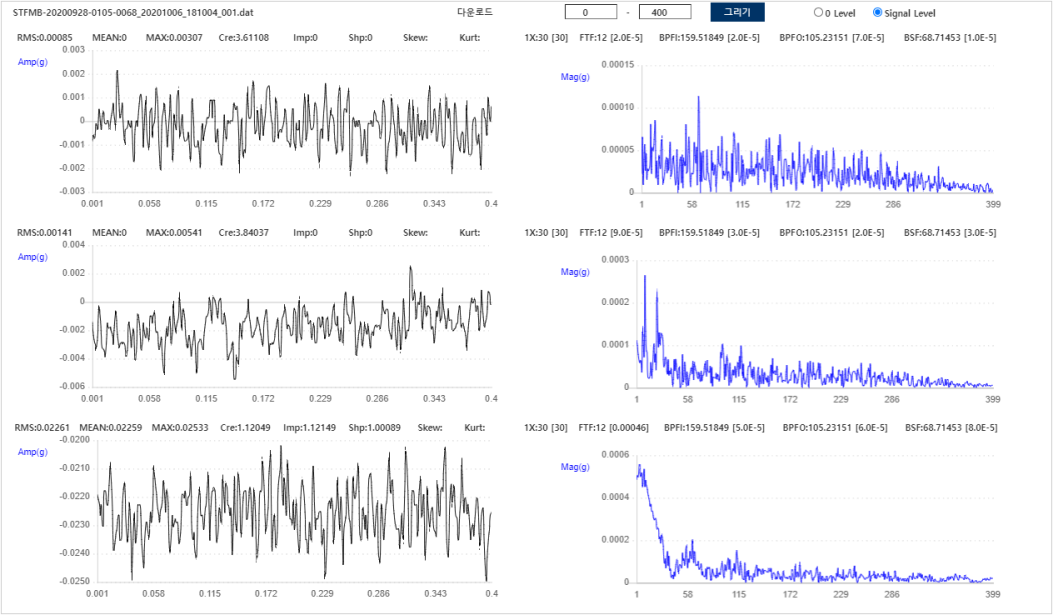 STFMB-20200928-0105-0068_20201006_181004_001.dat 다운로드 0 - 400 그리기 0 Level Signal Level
RMS:0.00085 MEAN:0 MAX:0.00307 Cre:3.61108 Imp:0 Shp:0 Skew: Kurt: 1X:30 [30] FTF:12 [2.0E-5] BPFI:159.51849 [2.0E-5] BPFO:105.23151 [7.0E-5] BSF:68.71453 [1.0E-5]
Amp(g)
0.003
0.002
0.001
0
-0.001
-0.002
-0.003
0.001 0.058 0.115 0.172 0.229 0.286 0.343 0.4
Mag(g)
0.00015
0.00010
0.00005
0
1 58 115 172 229 286 399
RMS:0.00141 MEAN:0 MAX:0.00541 Cre:3.84037 Imp:0 Shp:0 Skew: Kurt: 1X:30 [30] FTF:12 [9.0E-5] BPFI:159.51849 [3.0E-5] BPFO:105.23151 [2.0E-5] BSF:68.71453 [3.0E-5]
Amp(g)
0.004
0.002
0
-0.002
-0.004
-0.006
0.001 0.058 0.115 0.172 0.229 0.286 0.343 0.4
Mag(g)
0.0003
0.0002
0.0001
0
1 58 115 172 229 286 399
RMS:0.02261 MEAN:0.02259 MAX:0.02533 Cre:1.12049 Imp:1.12149 Shp:1.00089 Skew: Kurt: 1X:30 [30] FTF:12 [0.00046] BPFI:159.51849 [5.0E-5] BPFO:105.23151 [6.0E-5] BSF:68.71453 [8.0E-5]
Amp(g)
-0.0200
-0.0210
-0.0220
-0.0230
-0.0240
-0.0250
0.001 0.058 0.115 0.172 0.229 0.286 0.343 0.4
Mag(g)
0.0006
0.0004
0.0002
0
1 58 115 172 229 286 399